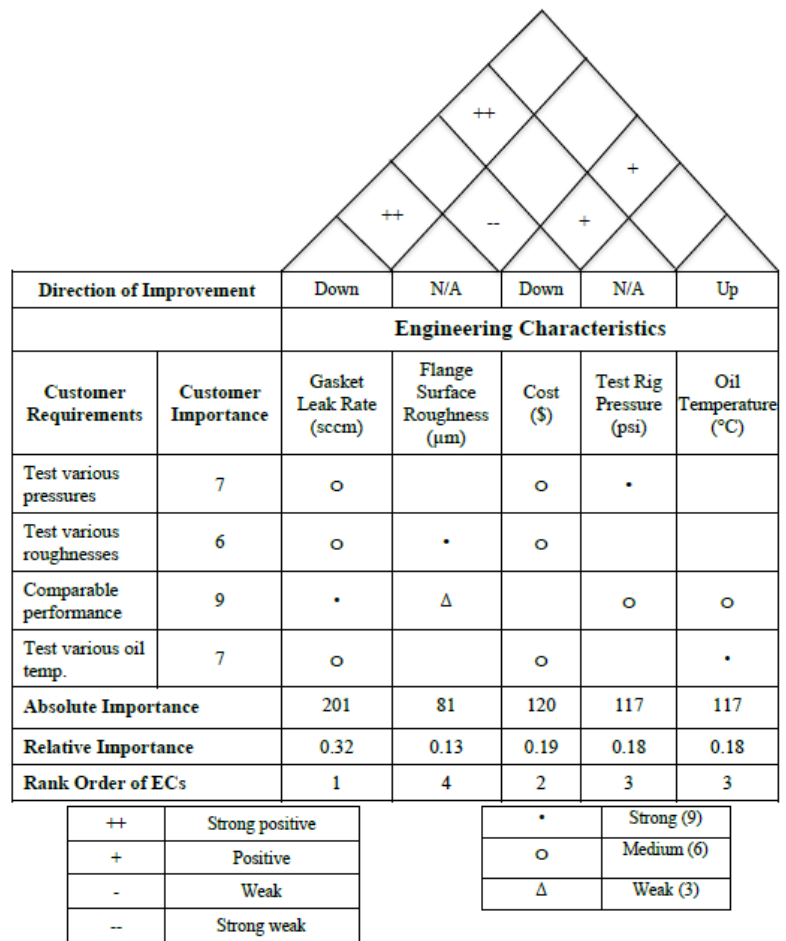 ++
+
++
--
+
Direction of Improvement Down N/A Down N/A Up
Engineering Characteristics
Customer
Requirements
Customer
Importance
Gasket
Leak Rate
(sccm)
Flange
Surface
Roughness
(µm)
Cost
($)
Test Rig
Pressure
(psi)
Oil
Temperature
(°C)
Test various
pressures
7 o o •
Test various
roughnesses
6 o • o
Comparable
performance
9 • Δ o o
Test various oil
temp.
7 o o •
Absolute Importance 201 81 120 117 117
Relative Importance 0.32 0.13 0.19 0.18 0.18
Rank Order of ECs 1 4 2 3 3
++ Strong positive
+ Positive
- Weak
-- Strong weak
• Strong (9)
o Medium (6)
Δ Weak (3)